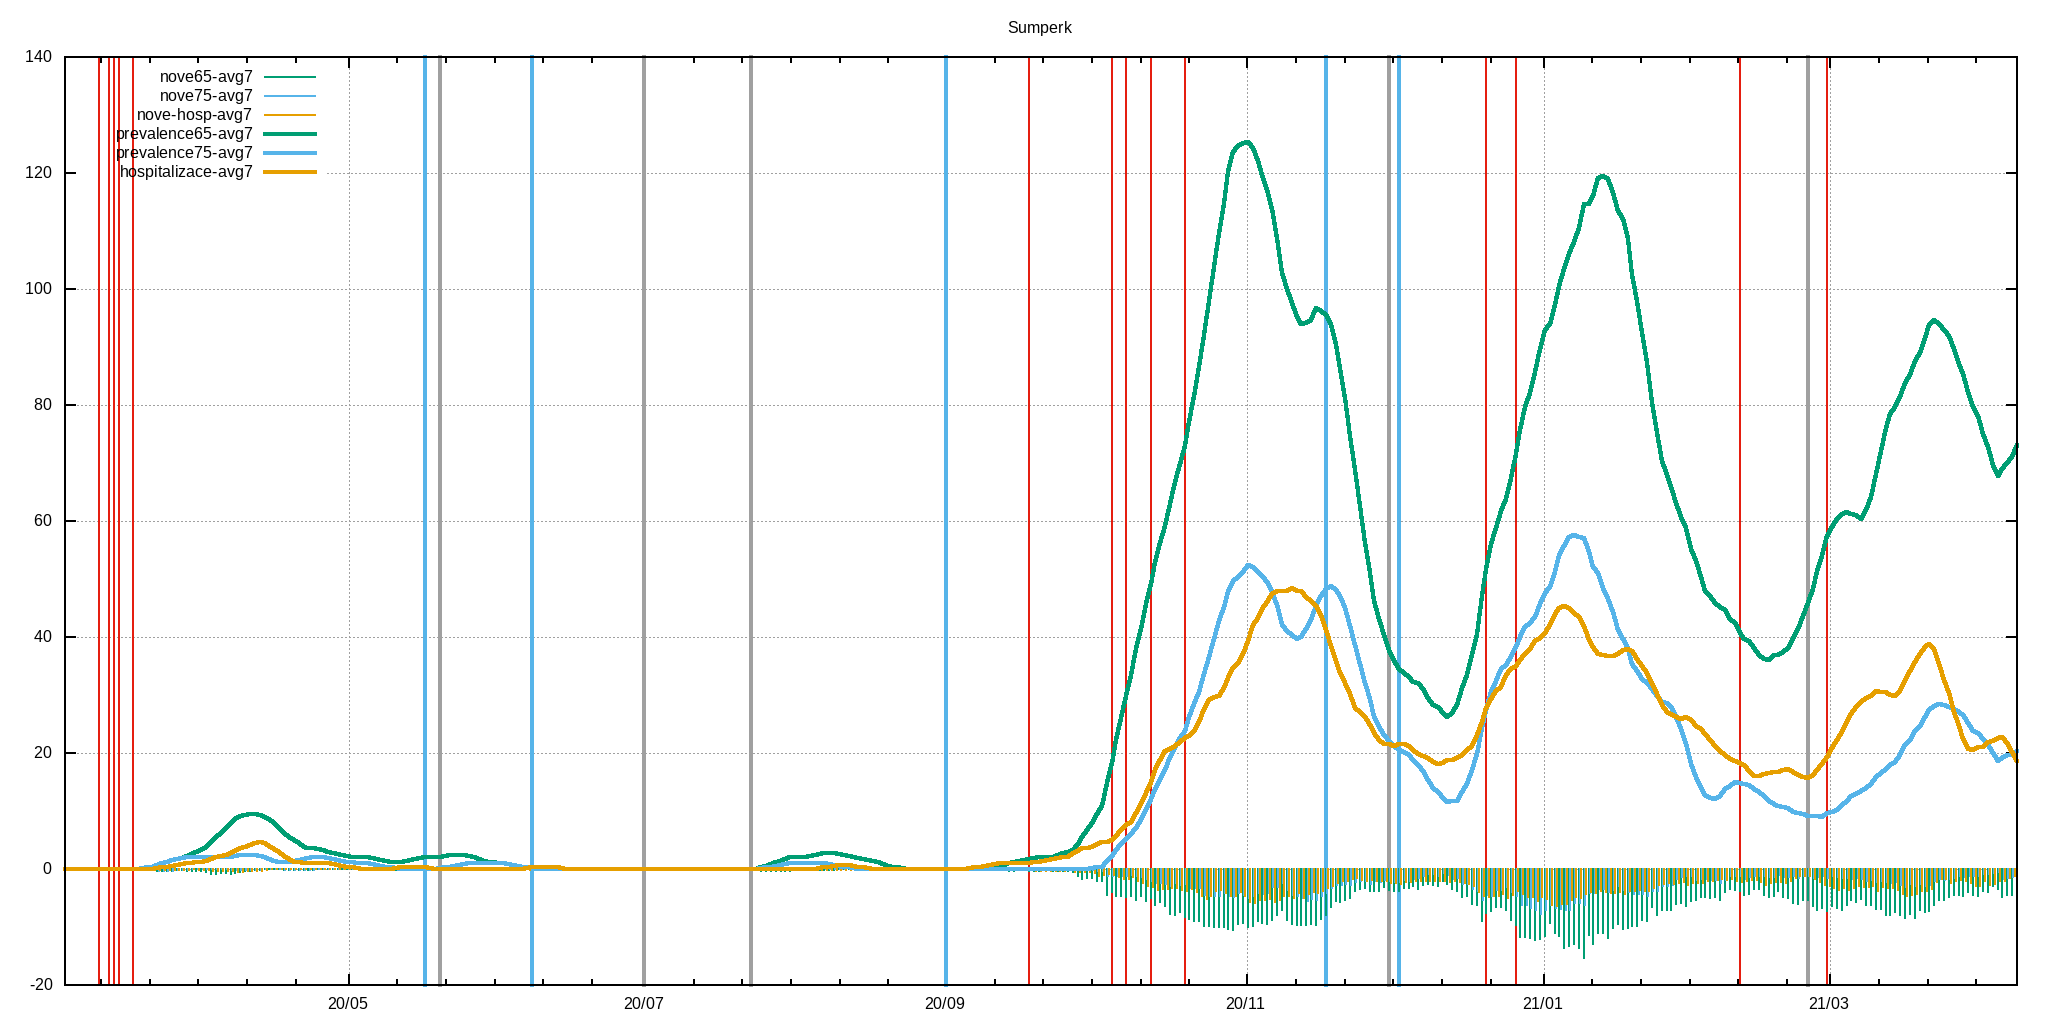 Sumperk
140
120
100
80
60
40
20
0
-20
nove65-avg7
nove75-avg7
nove-hosp-avg7
prevalence65-avg7
prevalence75-avg7
hospitalizace-avg7
20/05
20/07
20/09
20/11
21/01
21/03